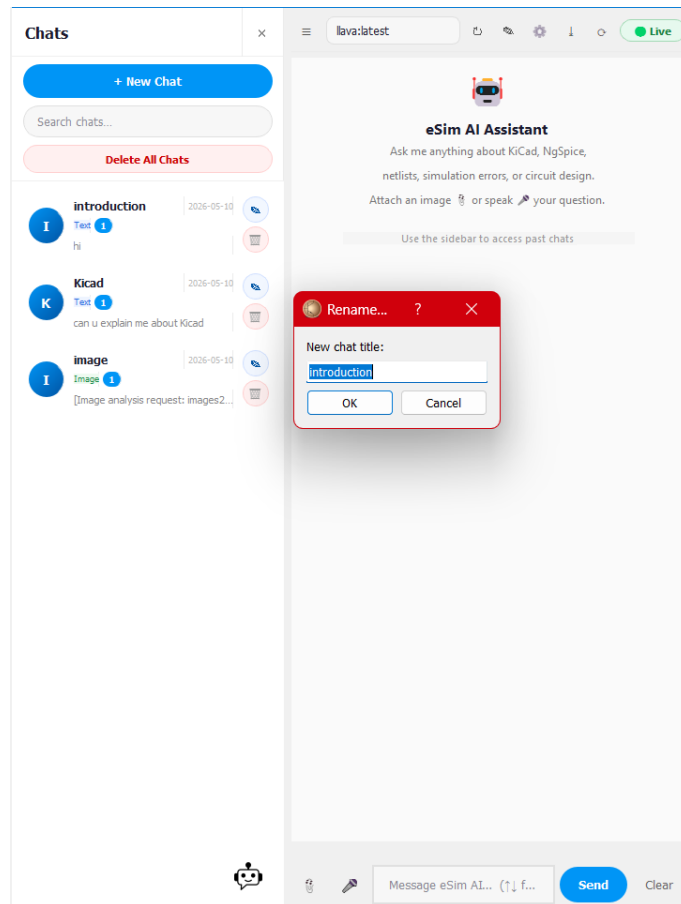 Chats
×
+ New Chat
Search chats...
Delete All Chats
I
introduction
2026-05-10
Text 1
hi
K
Kicad
2026-05-10
Text 1
can u explain me about Kicad
I
image
2026-05-10
Image 1
[Image analysis request: images2...
llava:latest
Live
eSim AI Assistant
Ask me anything about KiCad, NgSpice,
netlists, simulation errors, or circuit design.
Attach an image or speak your question.
Use the sidebar to access past chats
Rename... ?
New chat title:
introduction
OK Cancel
Message eSim AI... (↑↓ f...
Send
Clear